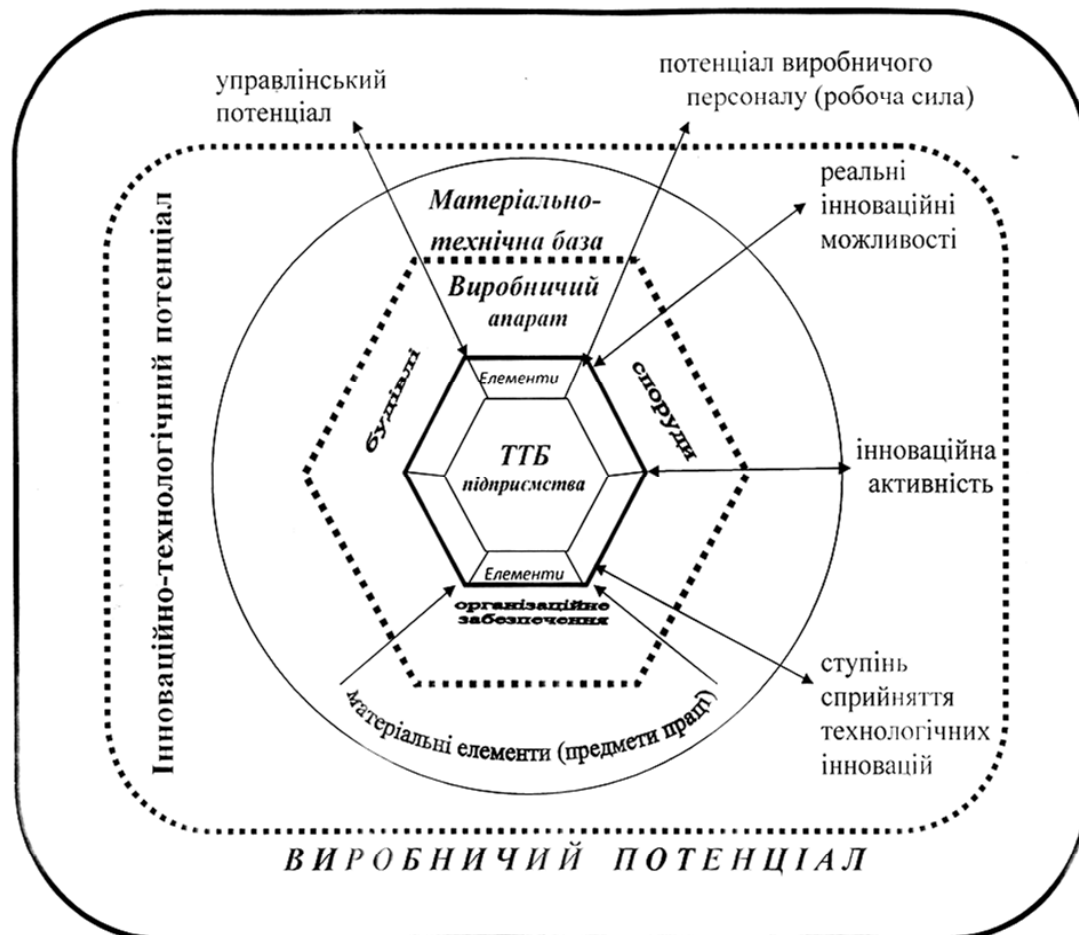 управлінський
потенціал
потенціал виробничого
персоналу (робоча сила)
реальні
інноваційні
можливості
Матеріально-
технічна база
Виробничий
апарат
будівлі
споруди
Елементи
ТТБ
підприємства
Елементи
організаційне
забезпечення
матеріальні елементи (предмети праці)
інноваційна
активність
ступінь
сприйняття
технологічних
інновацій
Інноваційно-технологічний потенціал
ВИРОБНИЧИЙ ПОТЕНЦІАЛ